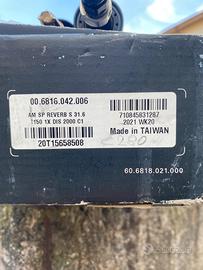 00.6818.042.006
AM SP REVERB S 31.6
1150 1X DIS 2000 C1
20T15658508
710845831287
2021 WK20
Made in TAIWAN
60.6818.021.000